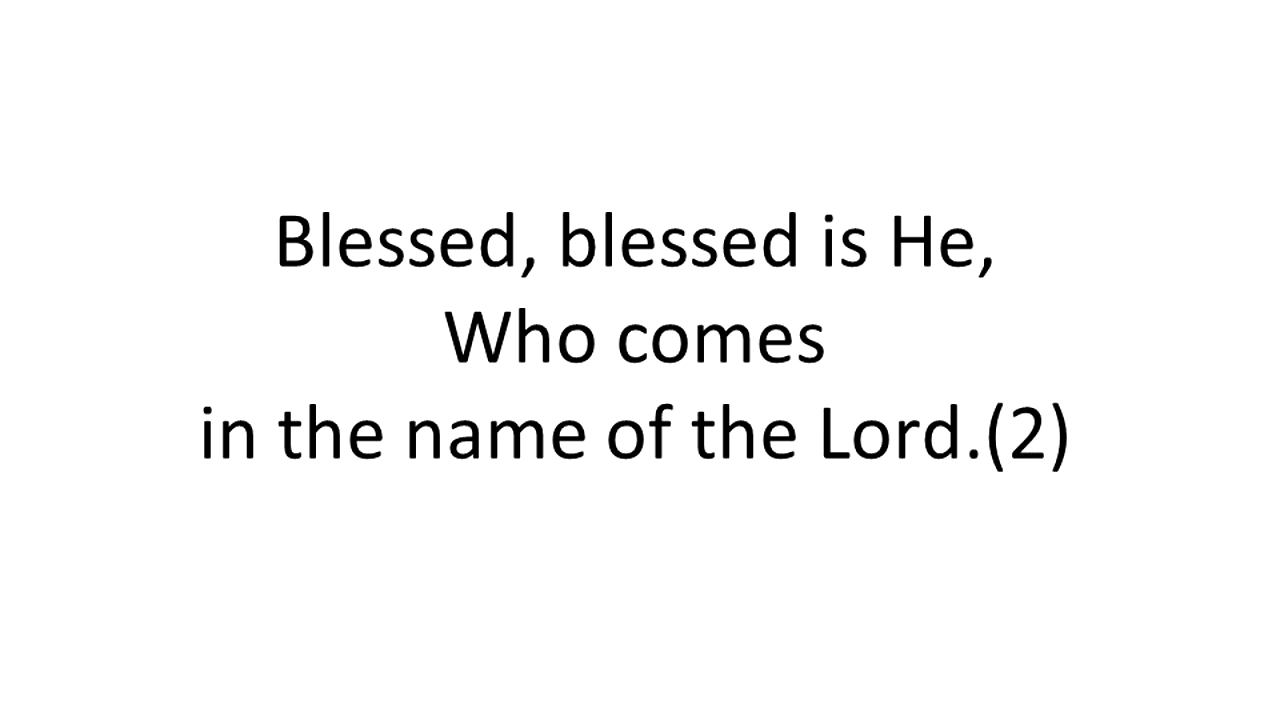 Blessed, blessed is He,
Who comes
in the name of the Lord.(2)